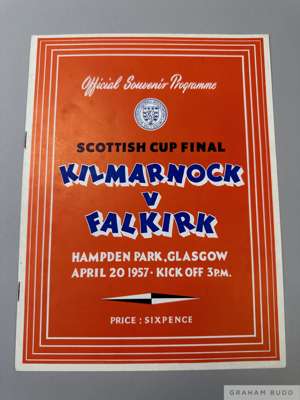 Official Souvenir Programme
SCOTTISH CUP FINAL
KILMARNOCK
V
FALKIRK
HAMPDEN PARK, GLASGOW
APRIL 20 1957 · KICK OFF 3 P.M.
PRICE : SIXPENCE
GRAHAM BUDD